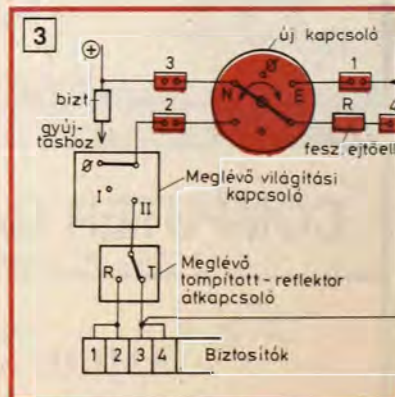 3
új kapcsoló
+
3
Ø
1
N
E
bizt
2
R
4
gyúj-
táshoz
fesz. ejtőell
Ø
I
II
Meglévő világítási
kapcsoló
R
T
Meglévő
tompított-reflektor
átkapcsoló
1 2 3 4
Biztosítók